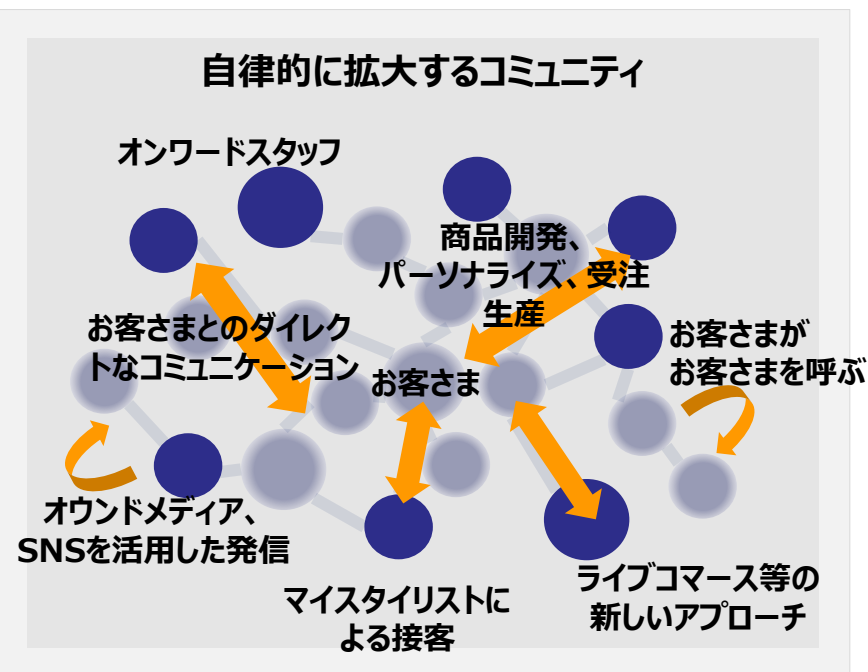 自律的に拡大するコミュニティ
オンワードスタッフ
商品開発、
パーソナライズ、受注
生産
お客さまとのダイレク
トなコミュニケーション
お客さま
お客さまが
お客さまを呼ぶ
オウンドメディア、
SNSを活用した発信
マイスタイリストに
よる接客
ライブコマース等の
新しいアプローチ